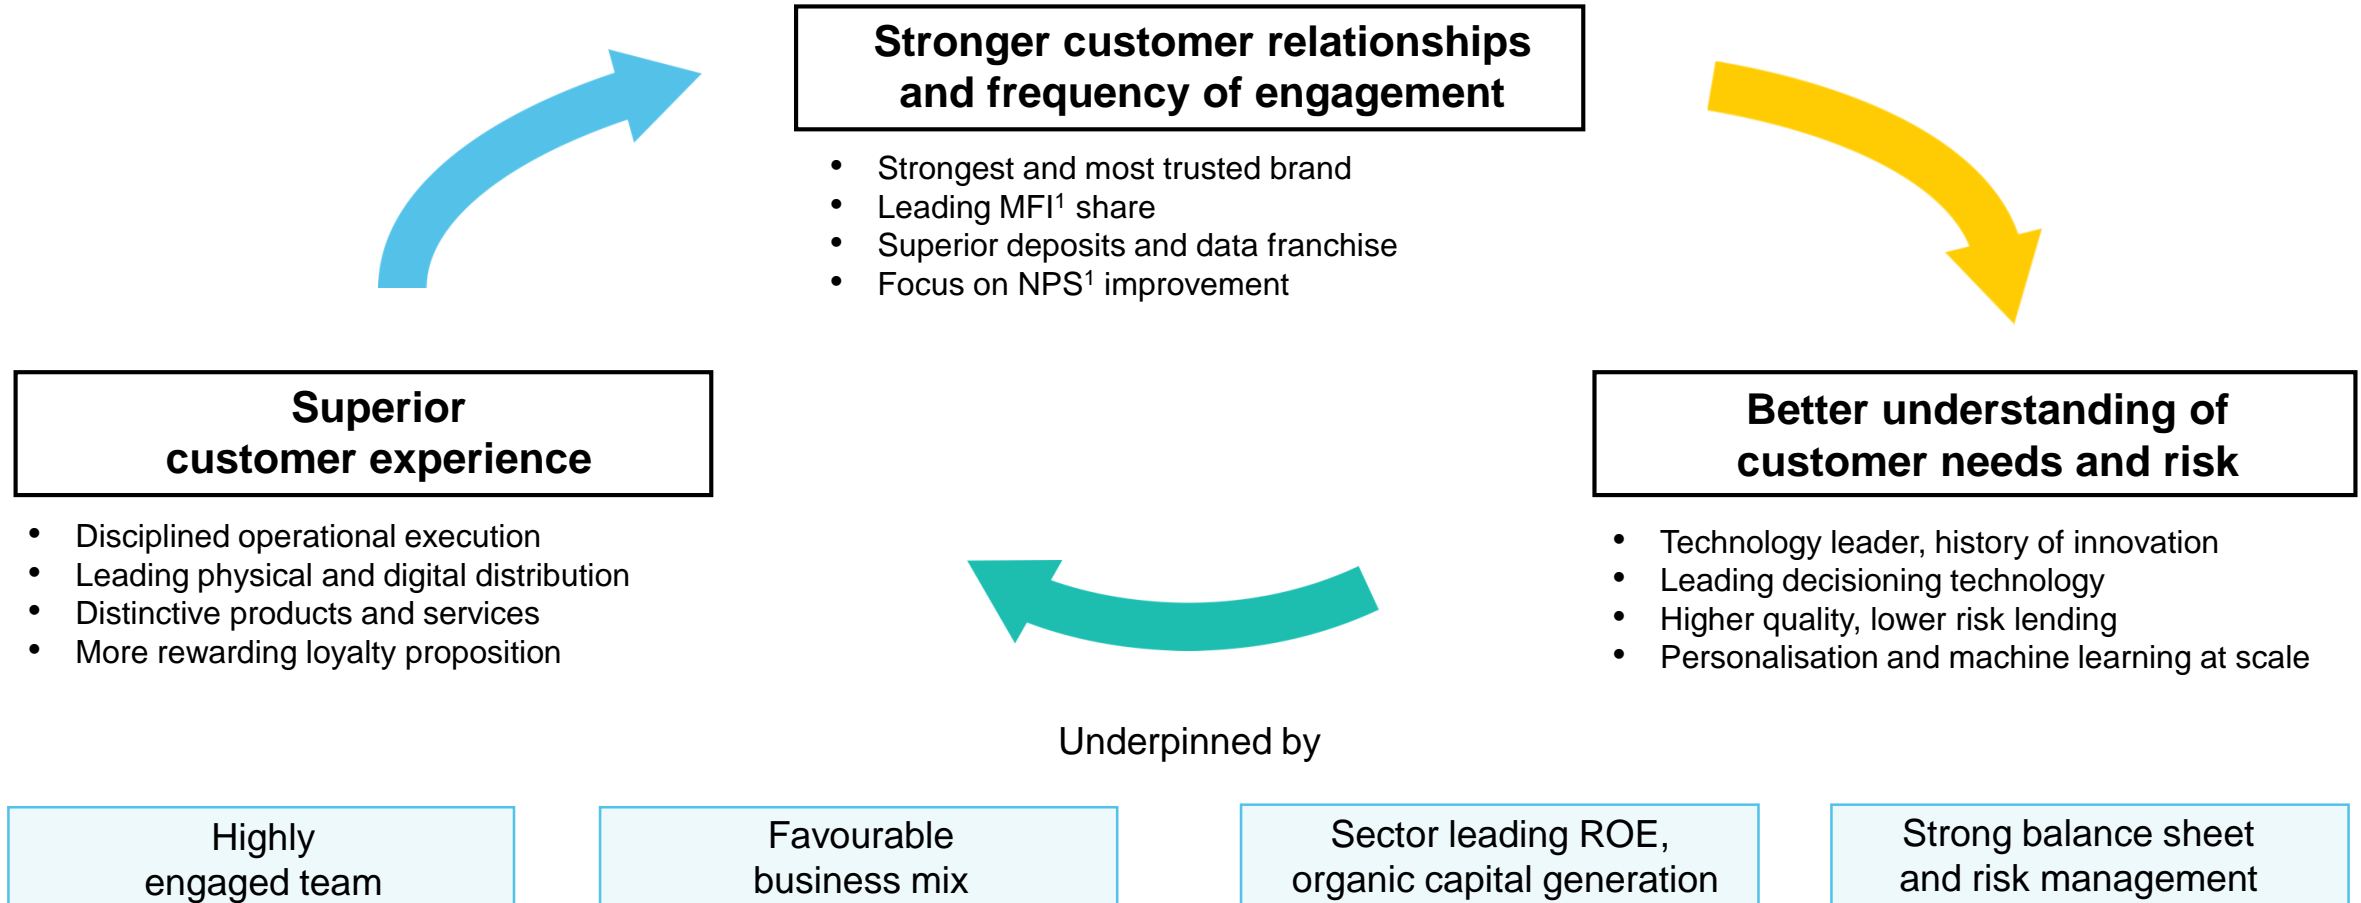 Stronger customer relationships
and frequency of engagement
• Strongest and most trusted brand
• Leading MFI¹ share
• Superior deposits and data franchise
• Focus on NPS¹ improvement
Superior
customer experience
• Disciplined operational execution
• Leading physical and digital distribution
• Distinctive products and services
• More rewarding loyalty proposition
Better understanding of
customer needs and risk
• Technology leader, history of innovation
• Leading decisioning technology
• Higher quality, lower risk lending
• Personalisation and machine learning at scale
Underpinned by
Highly
engaged team
Favourable
business mix
Sector leading ROE,
organic capital generation
Strong balance sheet
and risk management